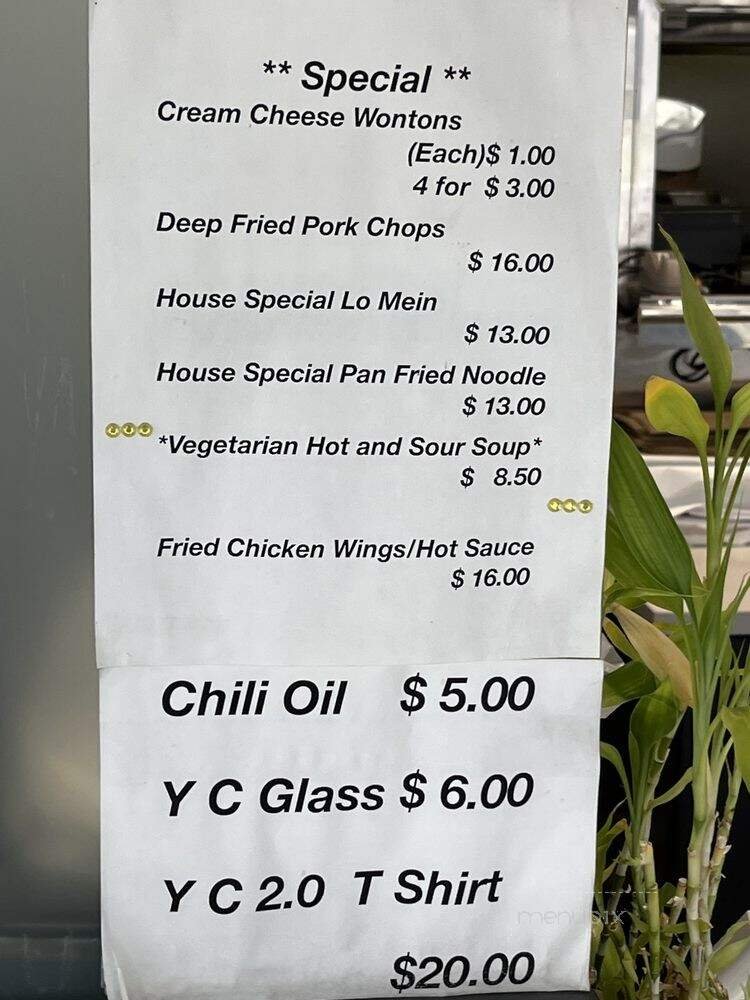 ** Special **
Cream Cheese Wontons
(Each)$ 1.00
4 for $ 3.00
Deep Fried Pork Chops
$ 16.00
House Special Lo Mein
$ 13.00
House Special Pan Fried Noodle
$ 13.00
*Vegetarian Hot and Sour Soup*
$ 8.50
Fried Chicken Wings/Hot Sauce
$ 16.00
Chili Oil $ 5.00
Y C Glass $ 6.00
Y C 2.0 T Shirt
$20.00
menupix